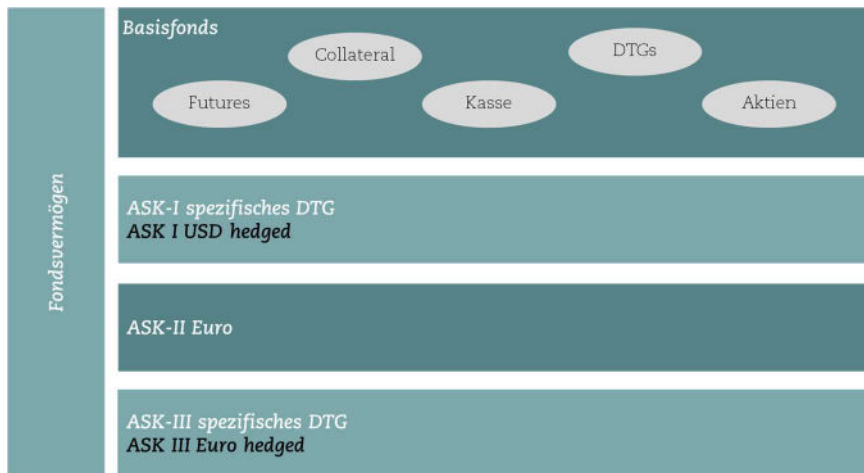 Fondsvermögen
Basisfonds
Collateral
DTGs
Futures
Kasse
Aktien
ASK-I spezifisches DTG
ASK I USD hedged
ASK-II Euro
ASK-III spezifisches DTG
ASK III Euro hedged